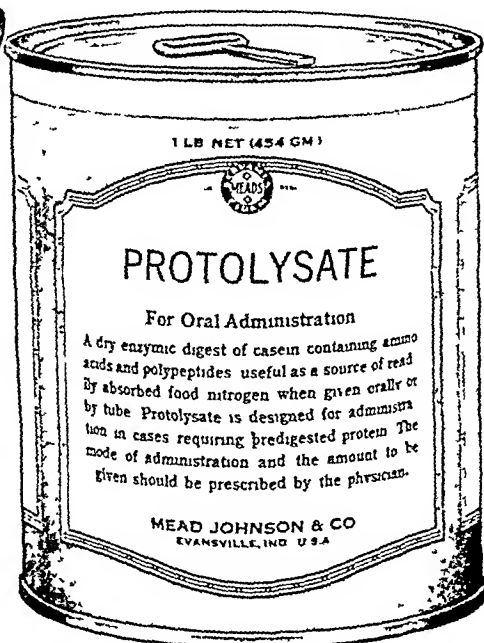 1 LB NET (454 GM)
MEADS
PROTOLYSATE
For Oral Administration
A dry enzymic digest of casein containing amino
acids and polypeptides useful as a source of read
ily absorbed food nitrogen when given orally or
by tube Protolysate is designed for administra
tion in cases requiring predigested protein The
mode of administration and the amount to be
given should be prescribed by the physician.
MEAD JOHNSON & CO
EVANSVILLE, IND U S A